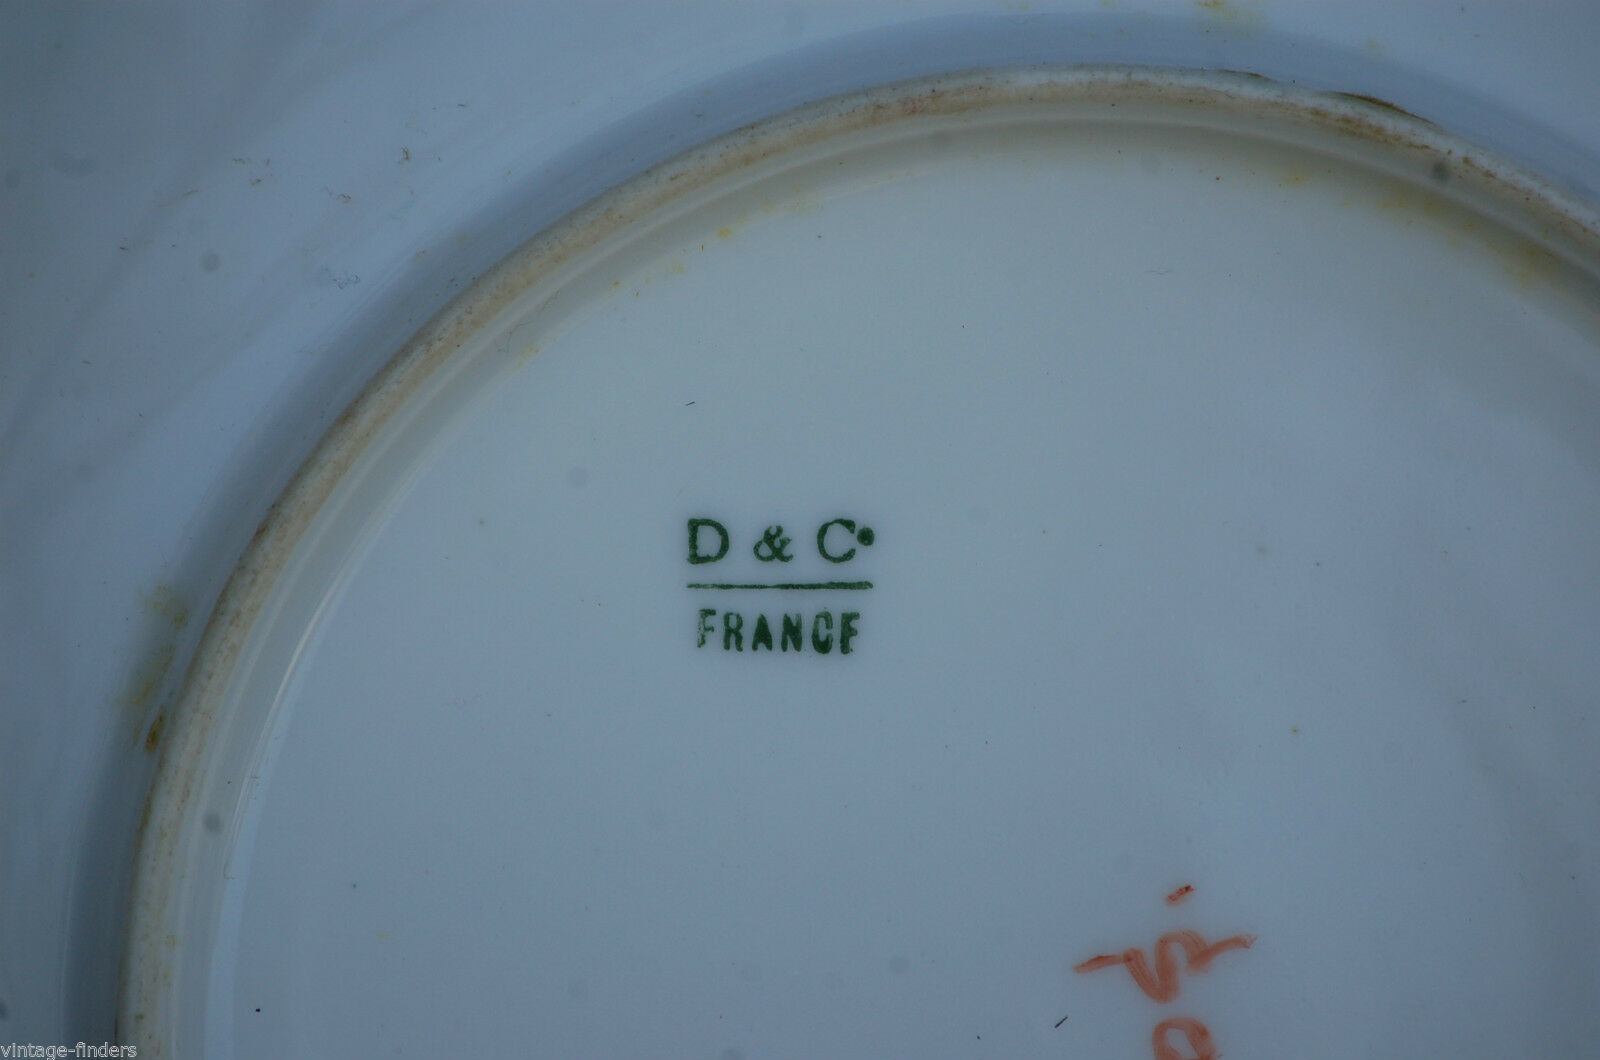 D & C.
FRANCE
vintage-finders